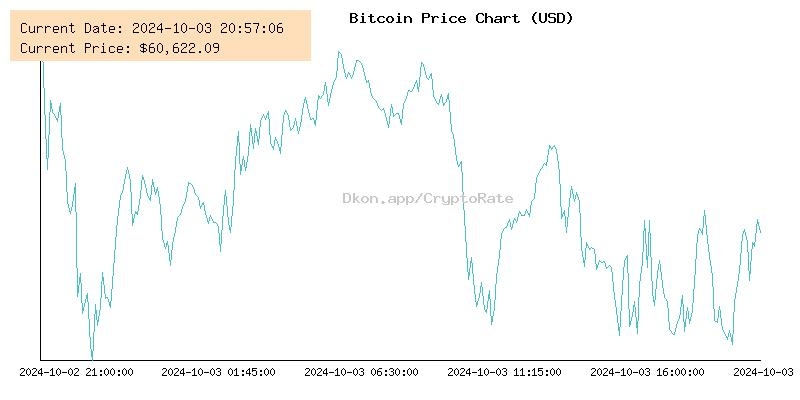 Bitcoin Price Chart (USD)
Current Date: 2024-10-03 20:57:06
Current Price: $60,622.09
Dkon.app/CryptoRate
2024-10-02 21:00:00 2024-10-03 01:45:00 2024-10-03 06:30:00 2024-10-03 11:15:00 2024-10-03 16:00:00 2024-10-03